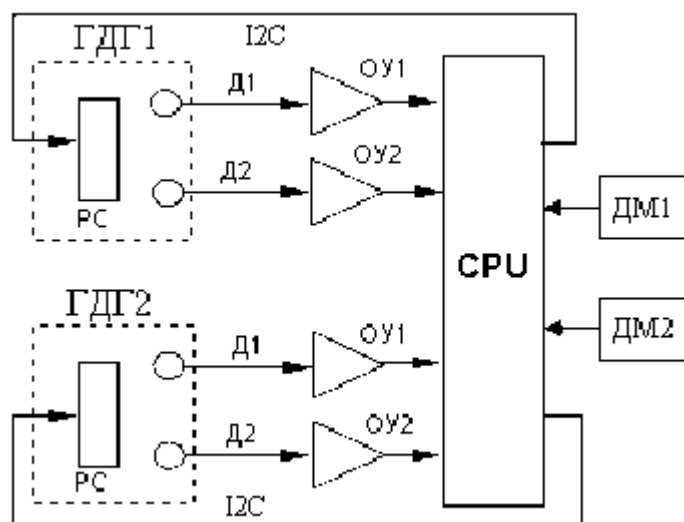 ГДГ1
I2C
Д1
ОУ1
Д2
ОУ2
РС
CPU
ДМ1
ДМ2
ГДГ2
Д1
ОУ1
Д2
ОУ2
РС
I2C